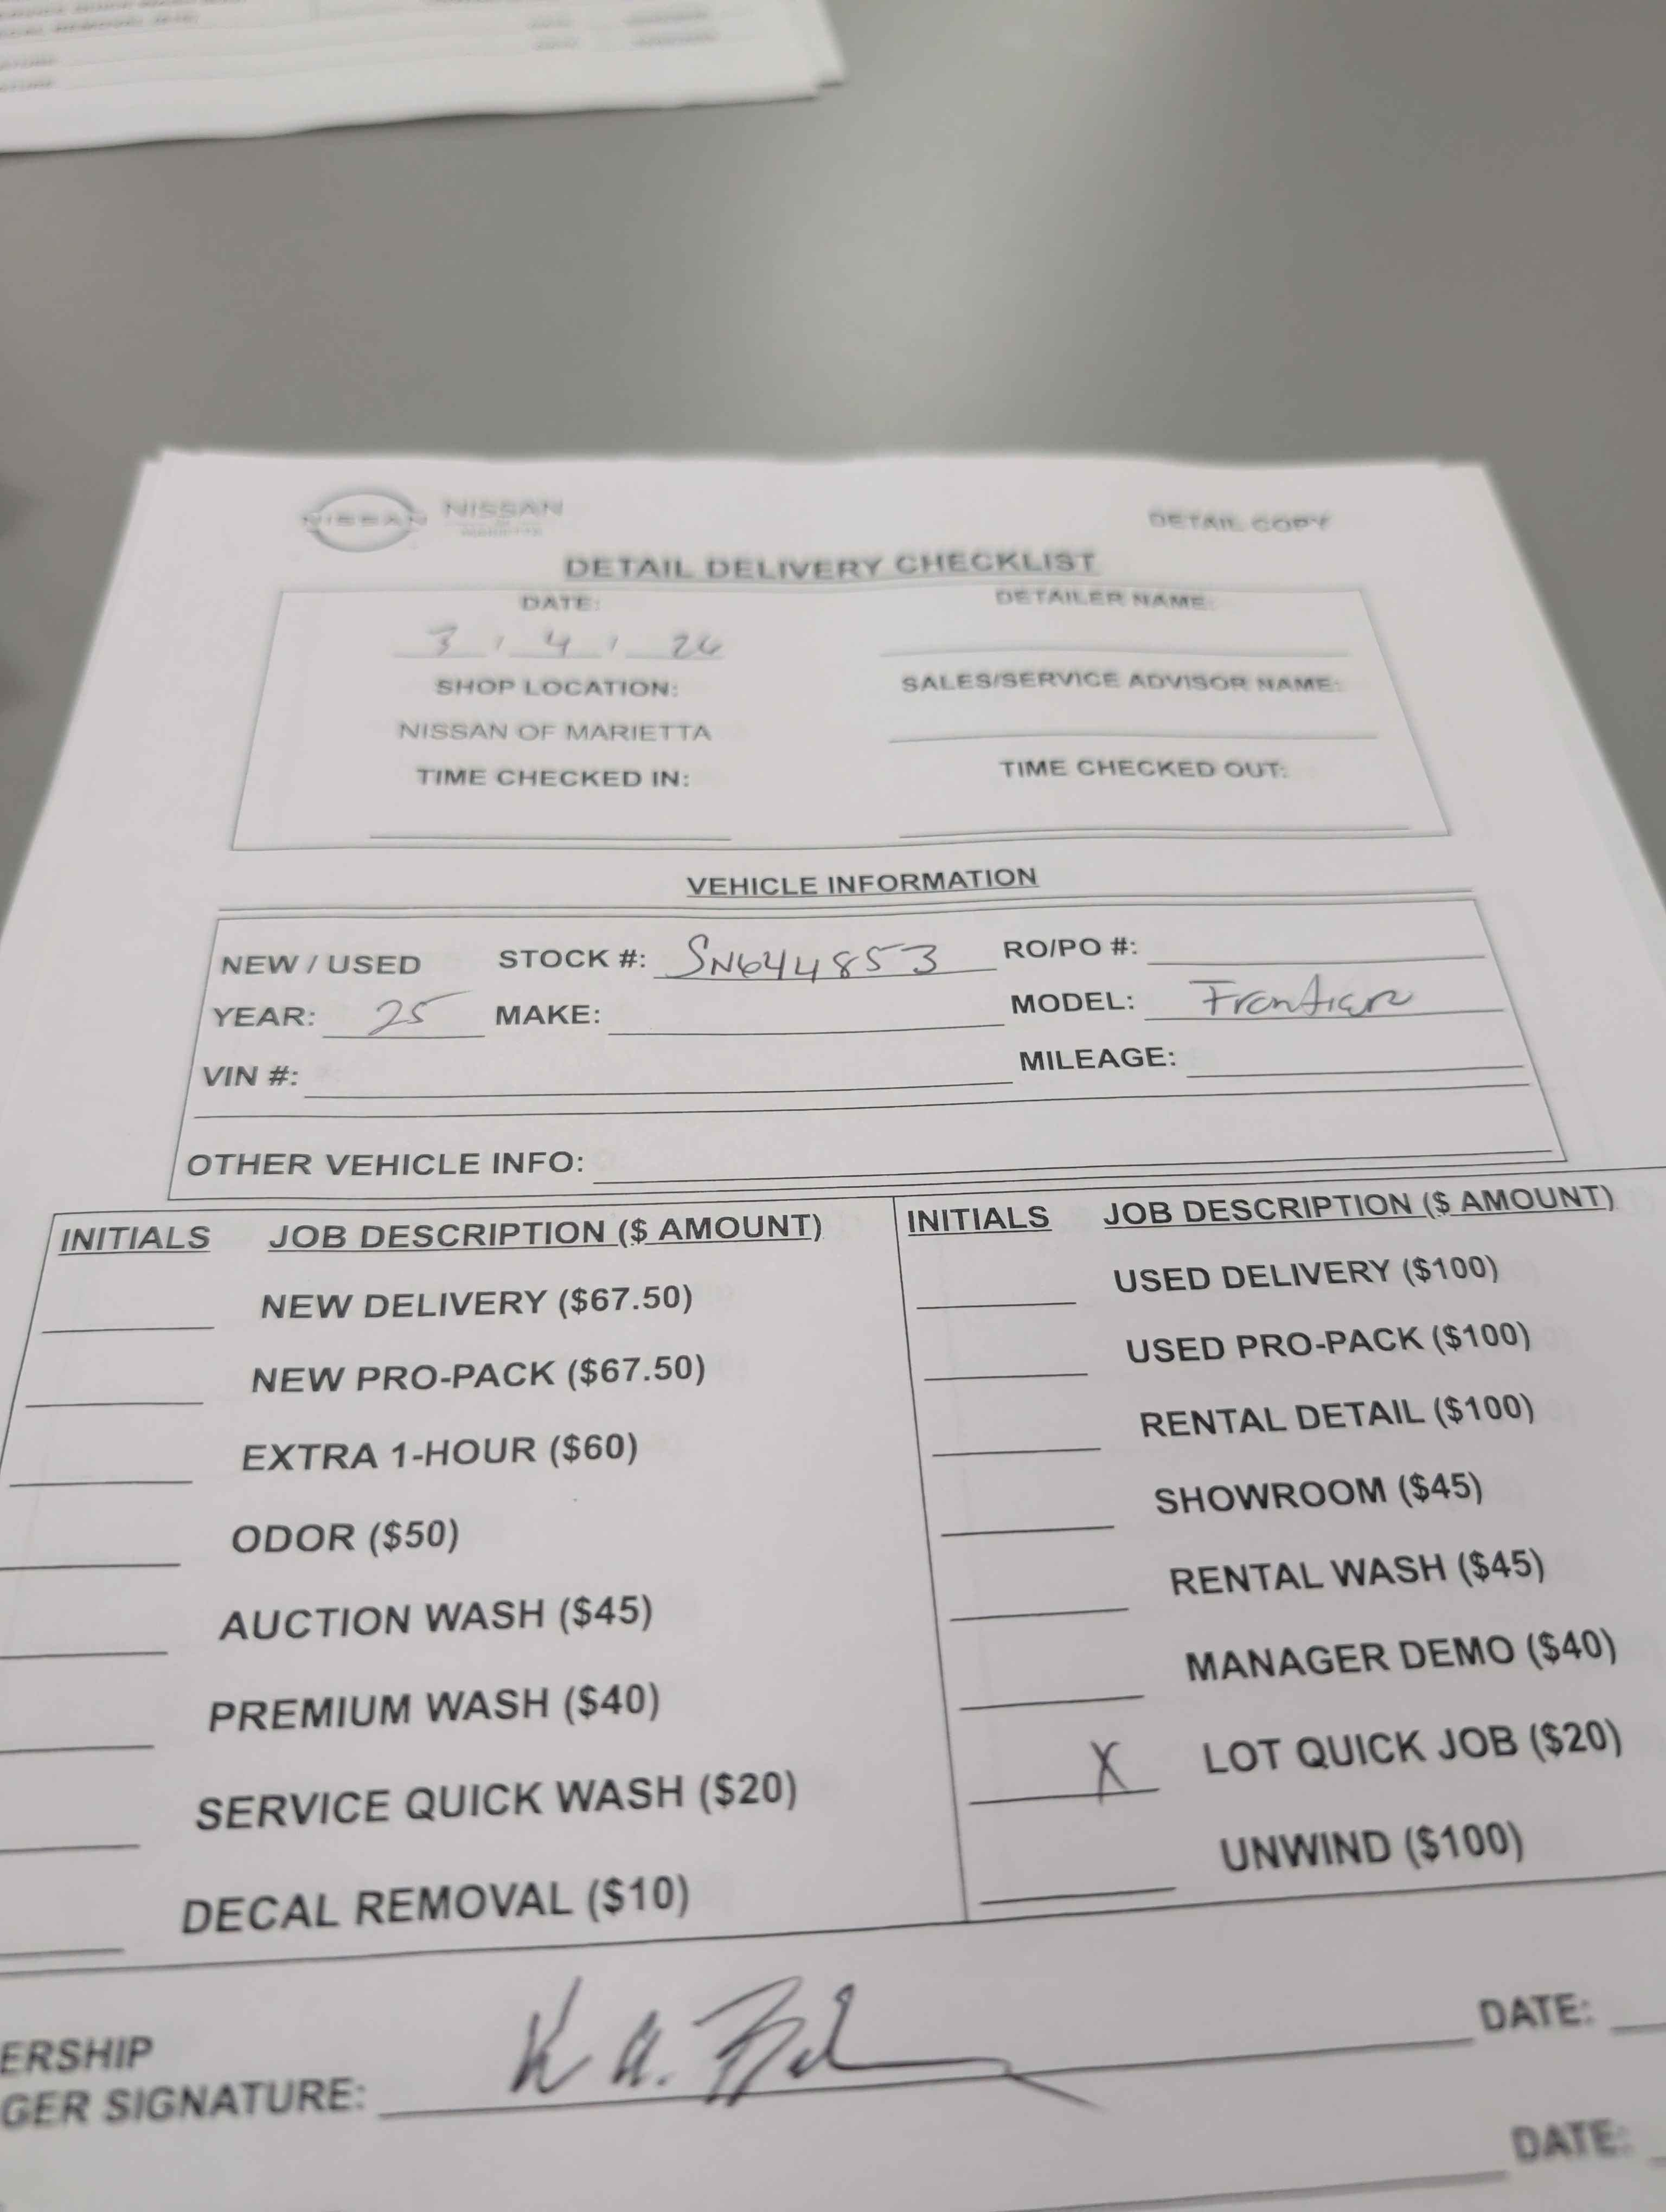 NISSAN
NISSAN
OF
MARIETTA
DETAIL COPY
DETAIL DELIVERY CHECKLIST
DATE: DETAILER NAME:
3 / 4 / 26
SHOP LOCATION: SALES/SERVICE ADVISOR NAME:
NISSAN OF MARIETTA
TIME CHECKED IN: TIME CHECKED OUT:
VEHICLE INFORMATION
NEW / USED STOCK #: SN644853 RO/PO #:
YEAR: 25 MAKE: MODEL: Frontier
VIN #: MILEAGE:
OTHER VEHICLE INFO:
INITIALS JOB DESCRIPTION ($ AMOUNT) INITIALS JOB DESCRIPTION ($ AMOUNT)
NEW DELIVERY ($67.50) USED DELIVERY ($100)
NEW PRO-PACK ($67.50) USED PRO-PACK ($100)
EXTRA 1-HOUR ($60) RENTAL DETAIL ($100)
ODOR ($50) SHOWROOM ($45)
AUCTION WASH ($45) RENTAL WASH ($45)
PREMIUM WASH ($40) MANAGER DEMO ($40)
SERVICE QUICK WASH ($20) X LOT QUICK JOB ($20)
DECAL REMOVAL ($10) UNWIND ($100)
ERSHIP
GER SIGNATURE: K A. DATE:
DATE: